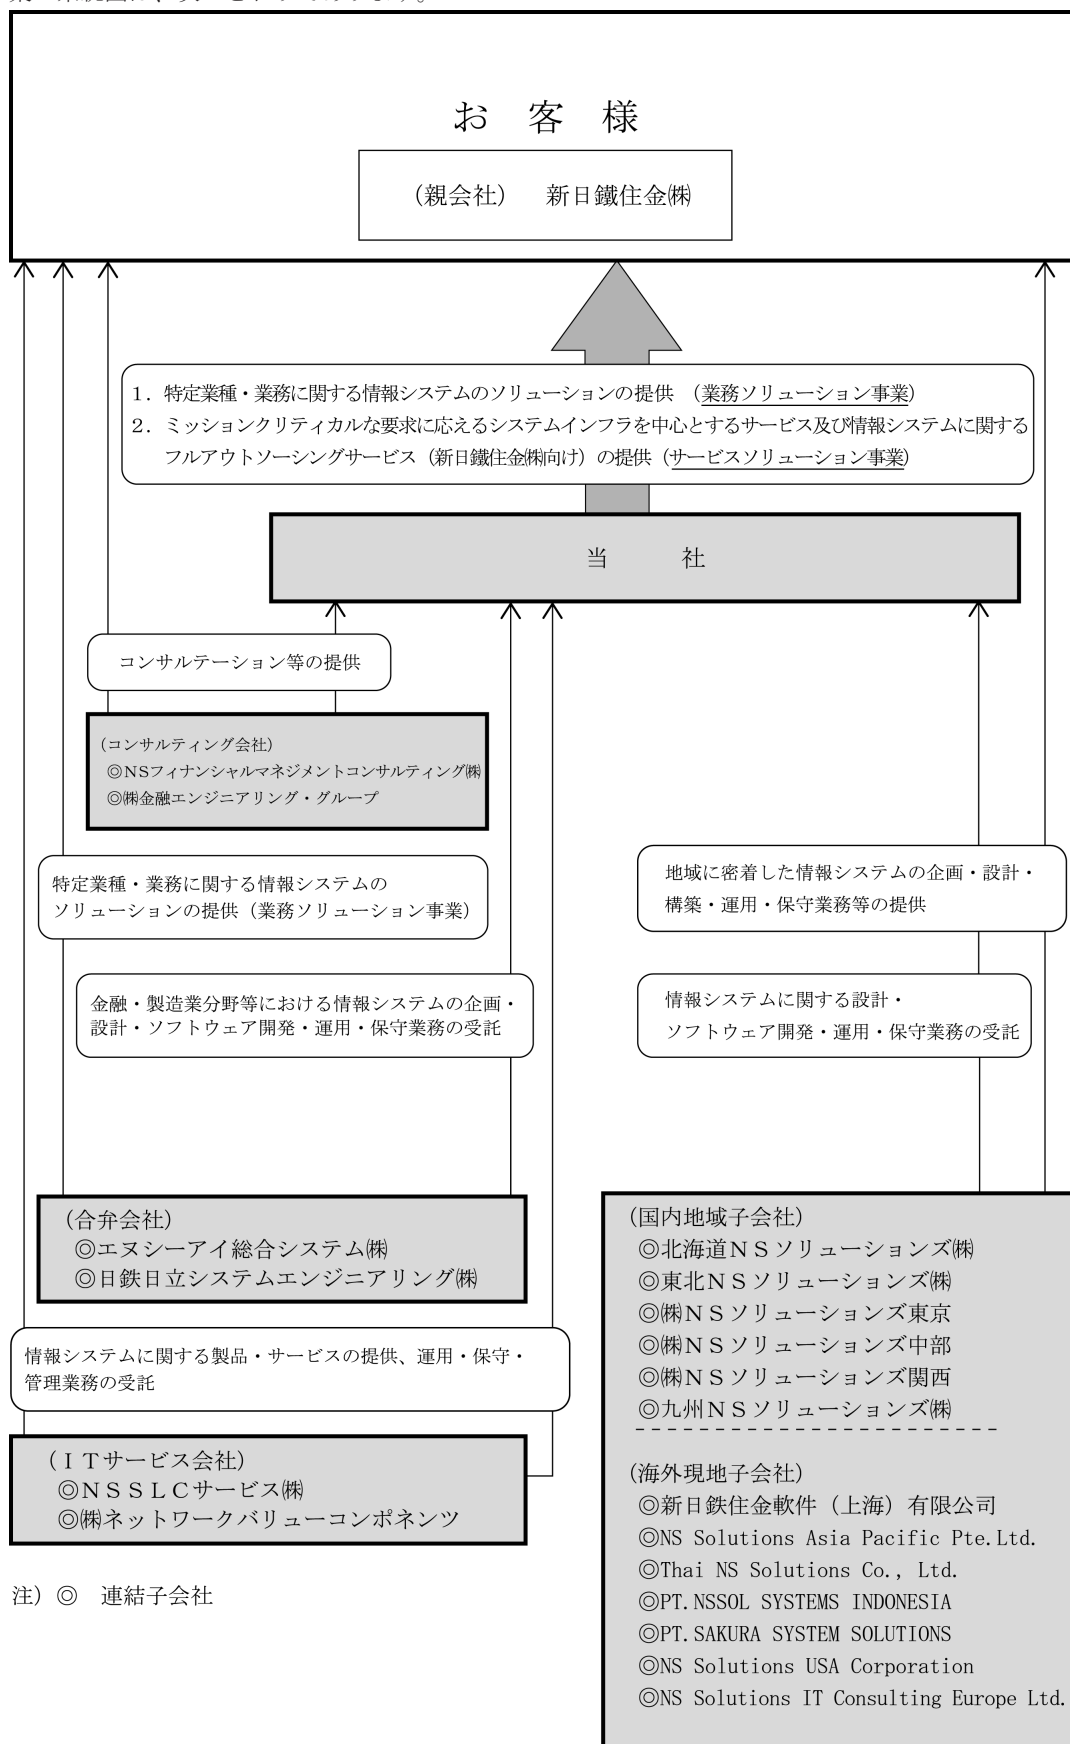 お 客 様
(親会社) 新日鐵住金㈱
1. 特定業種・業務に関する情報システムのソリューションの提供 (業務ソリューション事業)
2. ミッションクリティカルな要求に応えるシステムインフラを中心とするサービス及び情報システムに関する
フルアウトソーシングサービス(新日鐵住金㈱向け)の提供(サービスソリューション事業)
当 社
コンサルテーション等の提供
(コンサルティング会社)
◎NSフィナンシャルマネジメントコンサルティング㈱
◎㈱金融エンジニアリング・グループ
特定業種・業務に関する情報システムの
ソリューションの提供(業務ソリューション事業)
金融・製造業分野等における情報システムの企画・
設計・ソフトウェア開発・運用・保守業務の受託
地域に密着した情報システムの企画・設計・
構築・運用・保守業務等の提供
情報システムに関する設計・
ソフトウェア開発・運用・保守業務の受託
(合弁会社)
◎エヌシーアイ総合システム㈱
◎日鉄日立システムエンジニアリング㈱
情報システムに関する製品・サービスの提供、運用・保守・
管理業務の受託
(ITサービス会社)
◎NSSLCサービス㈱
◎㈱ネットワークバリューコンポネンツ
(国内地域子会社)
◎北海道NSソリューションズ㈱
◎東北NSソリューションズ㈱
◎㈱NSソリューションズ東京
◎㈱NSソリューションズ中部
◎㈱NSソリューションズ関西
◎九州NSソリューションズ㈱
(海外現地子会社)
◎新日鉄住金軟件(上海)有限公司
◎NS Solutions Asia Pacific Pte.Ltd.
◎Thai NS Solutions Co., Ltd.
◎PT.NSSOL SYSTEMS INDONESIA
◎PT.SAKURA SYSTEM SOLUTIONS
◎NS Solutions USA Corporation
◎NS Solutions IT Consulting Europe Ltd.
注)◎ 連結子会社